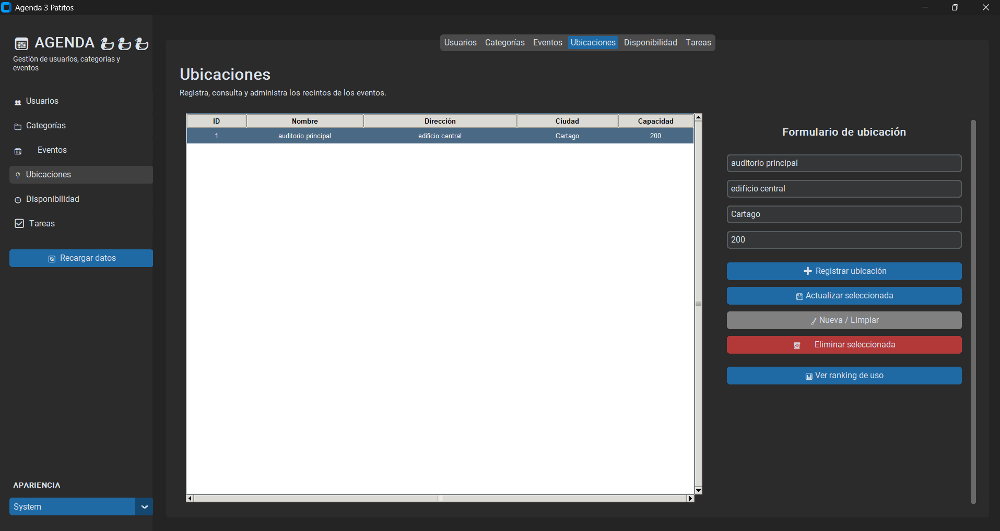 Agenda 3 Patitos
AGENDA
Gestión de usuarios, categorías y
eventos
Usuarios
Categorías
Eventos
Ubicaciones
Disponibilidad
Tareas
Recargar datos
APARIENCIA
System
Usuarios Categorías Eventos Ubicaciones Disponibilidad Tareas
Ubicaciones
Registra, consulta y administra los recintos de los eventos.
ID Nombre Dirección Ciudad Capacidad
1 auditorio principal edificio central Cartago 200
Formulario de ubicación
auditorio principal
edificio central
Cartago
200
Registrar ubicación
Actualizar seleccionada
Nueva / Limpiar
Eliminar seleccionada
Ver ranking de uso